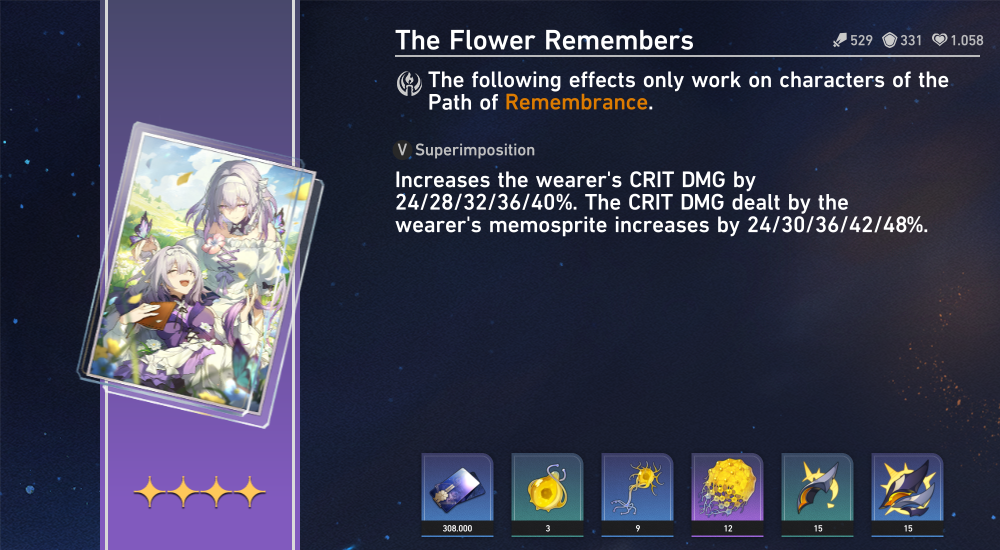 The Flower Remembers
529 331 1.058
The following effects only work on characters of the
Path of Remembrance.
V Superimposition
Increases the wearer's CRIT DMG by
24/28/32/36/40%. The CRIT DMG dealt by the
wearer's memosprite increases by 24/30/36/42/48%.
308.000 3 9 12 15 15